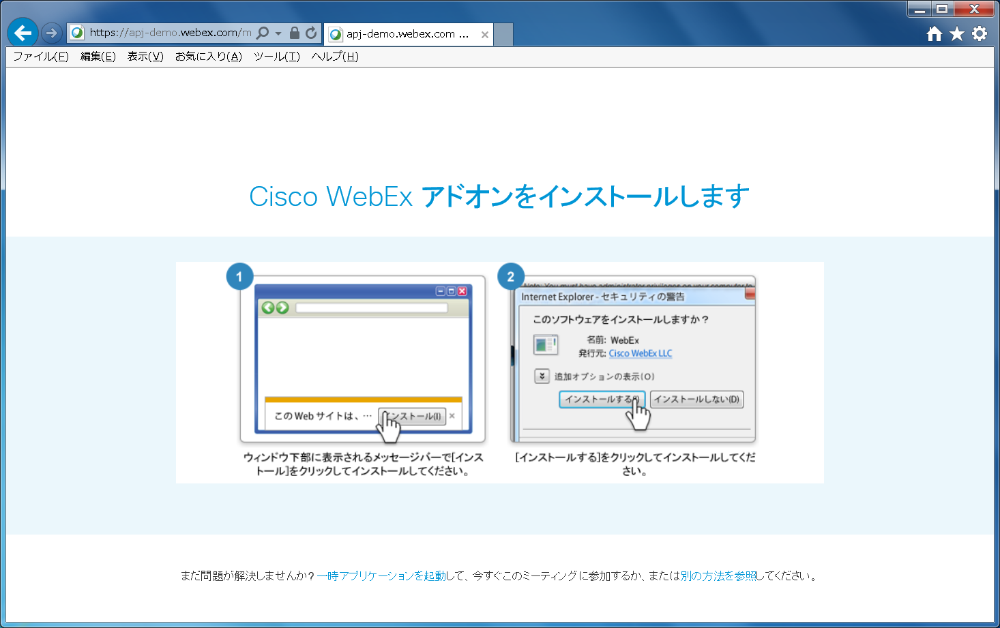 https://apj-demo.webex.com/m
apj-demo.webex.com ...
ファイル(F) 編集(E) 表示(V) お気に入り(A) ツール(T) ヘルプ(H)
Cisco WebEx アドオンをインストールします
1
このWebサイトは、… インストール(I)
ウィンドウ下部に表示されるメッセージバーで[インス
トール]をクリックしてインストールしてください。
2
Note: You must have administrator privileges on your computer to
Internet Explorer - セキュリティの警告
このソフトウェアをインストールしますか？
名前: WebEx
発行元: Cisco WebEx LLC
追加オプションの表示(O)
インストールする(I) インストールしない(D)
[インストールする]をクリックしてインストールしてくだ
さい。
まだ問題が解決しませんか? 一時アプリケーションを起動して、今すぐこのミーティングに参加するか、または別の方法を参照してください。